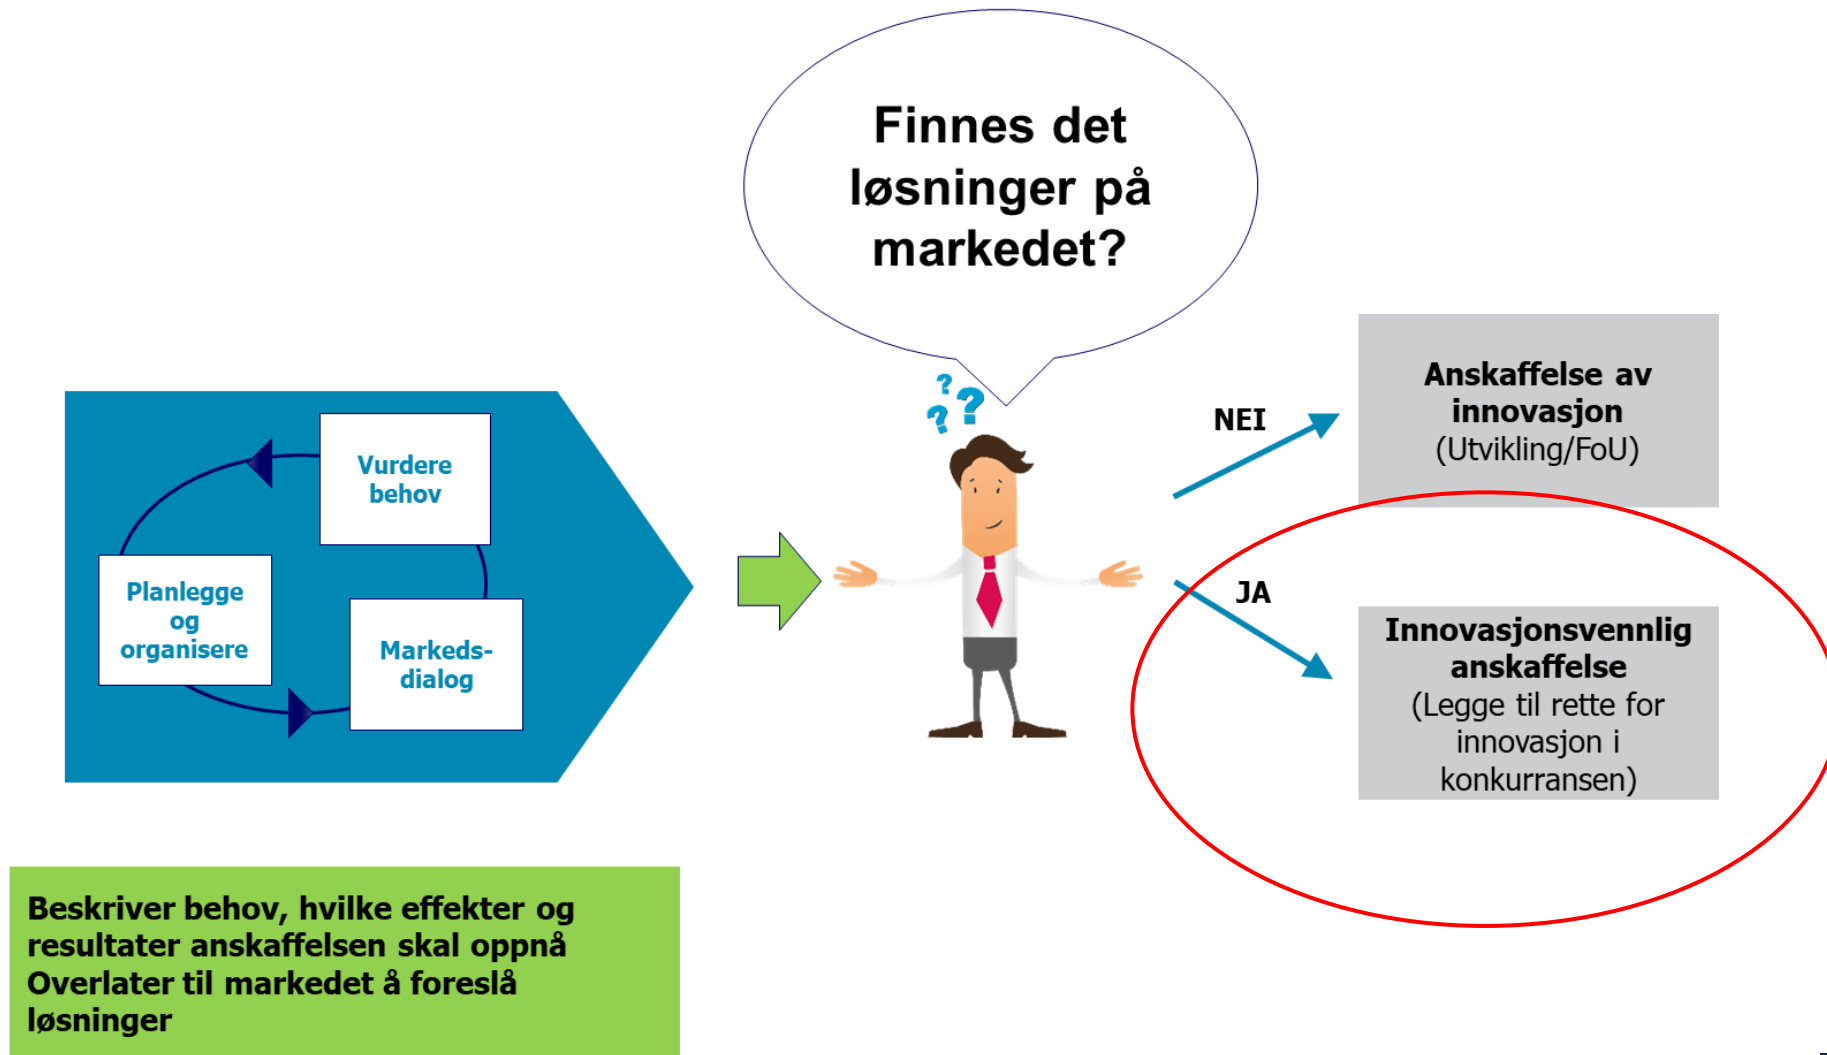 Finnes det
løsninger på
markedet?
? ? ?
Vurdere
behov
Planlegge
og
organisere
Markeds-
dialog
NEI
JA
Anskaffelse av
innovasjon
(Utvikling/FoU)
Innovasjonsvennlig
anskaffelse
(Legge til rette for
innovasjon i
konkurransen)
Beskriver behov, hvilke effekter og
resultater anskaffelsen skal oppnå
Overlater til markedet å foreslå
løsninger